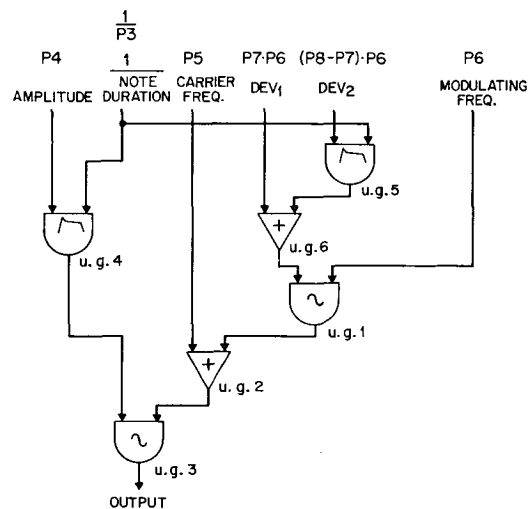 1
P3
P4
1
P5
P7·P6
(P8–P7)·P6
P6
AMPLITUDE
NOTE
DURATION
CARRIER
FREQ.
DEV1
DEV2
MODULATING
FREQ.
u.g.5
+
u.g.6
u.g.4
∿
u.g.1
+
u.g.2
∿
u.g.3
OUTPUT